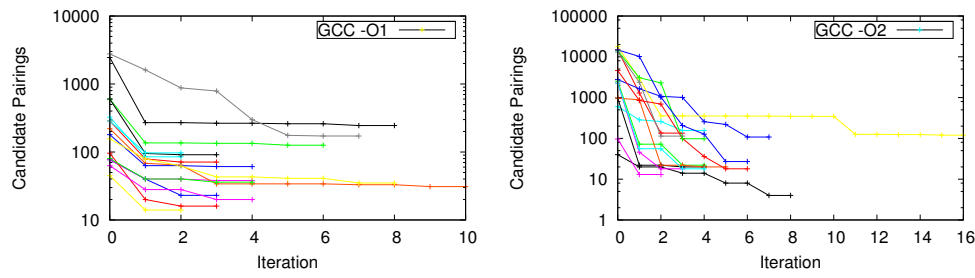 10000
1000
100
10
Candidate Pairings
GCC -O1
0 2 4 6 8 10
Iteration
100000
10000
1000
100
10
1
Candidate Pairings
GCC -O2
0 2 4 6 8 10 12 14 16
Iteration